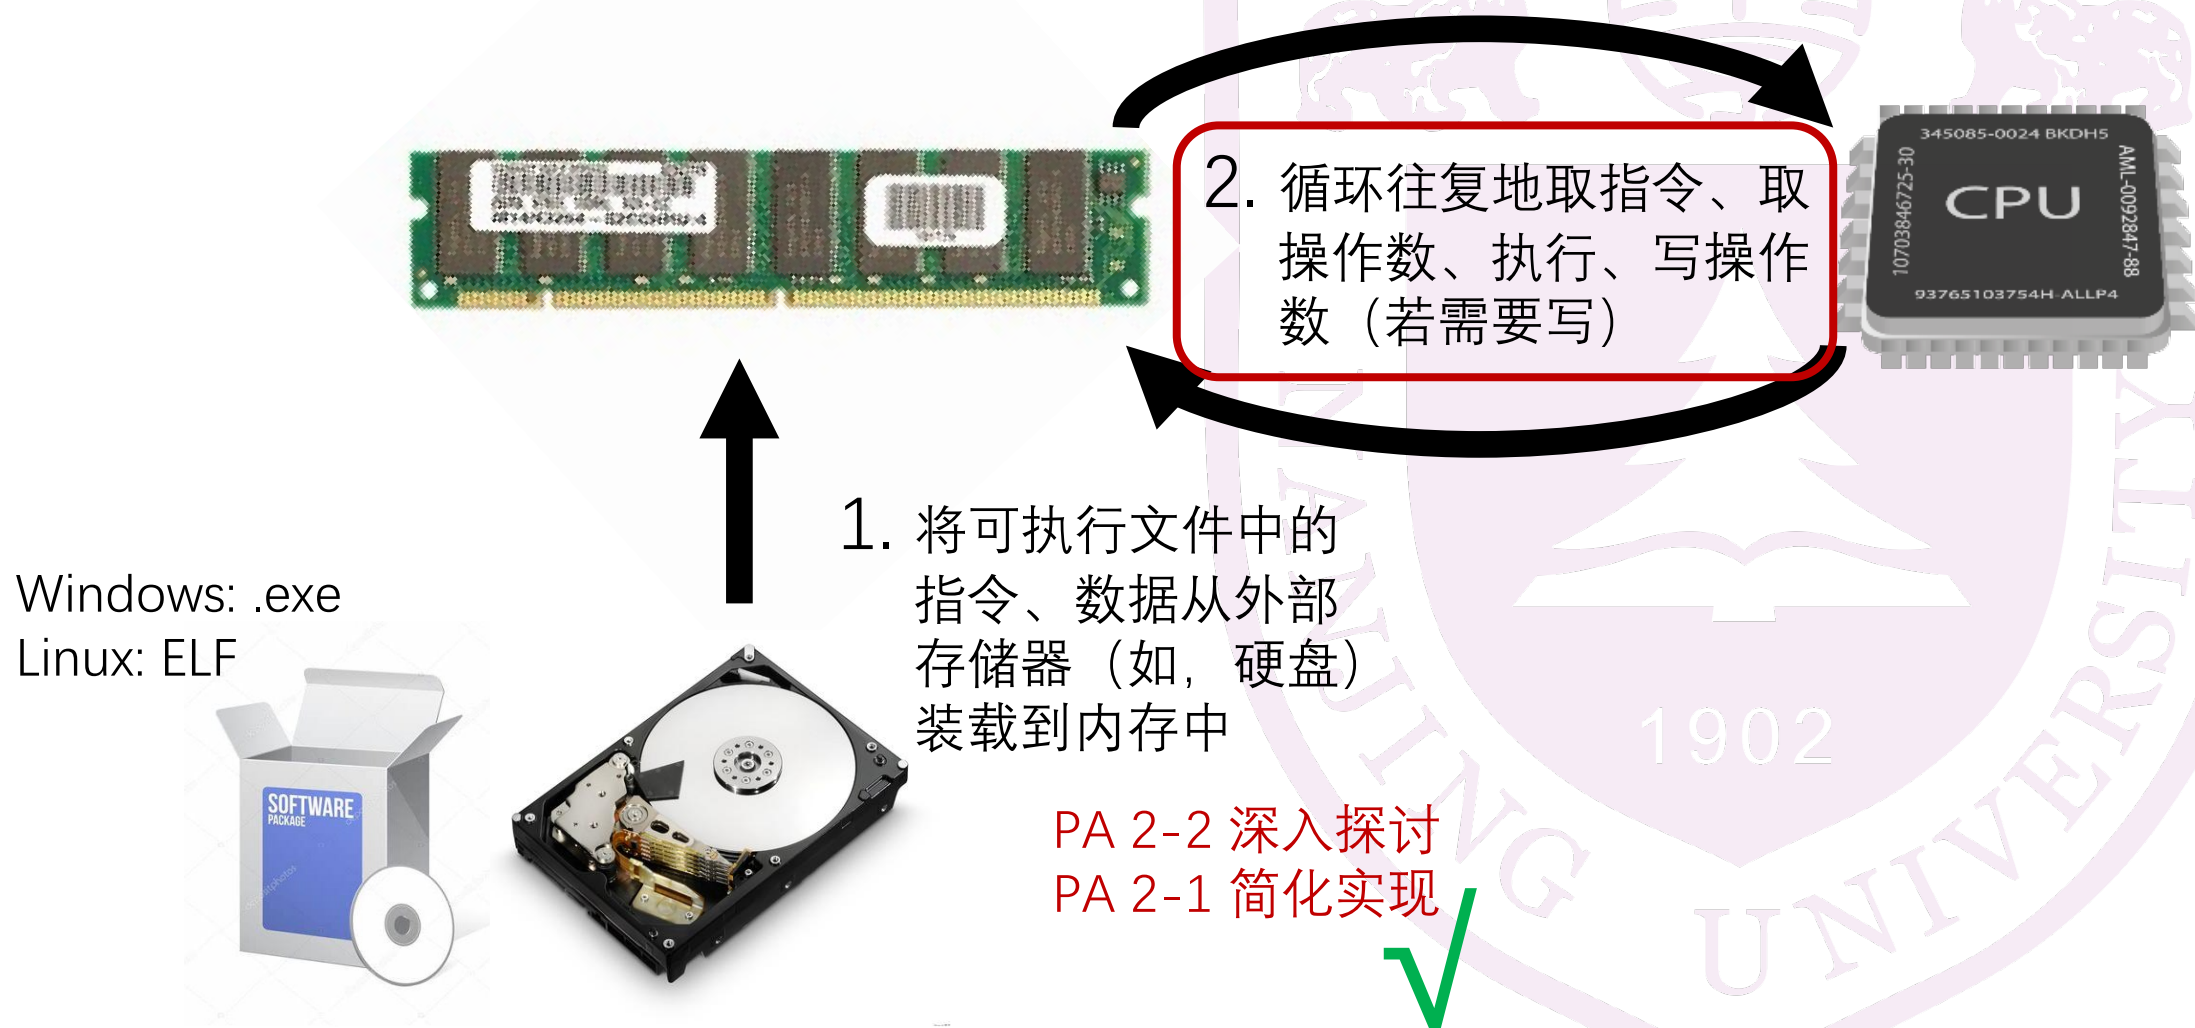 345085-0024 BKDH5
AML-0092847-88
10703846725-30
CPU
93765103754H-ALLP4
2. 循环往复地取指令、取
操作数、执行、写操作
数（若需要写）
1. 将可执行文件中的
指令、数据从外部
存储器（如，硬盘）
装载到内存中
Windows: .exe
Linux: ELF
SOFTWARE
PACKAGE
PA 2-2 深入探讨
PA 2-1 简化实现
√
1902
NANJING UNIVERSITY